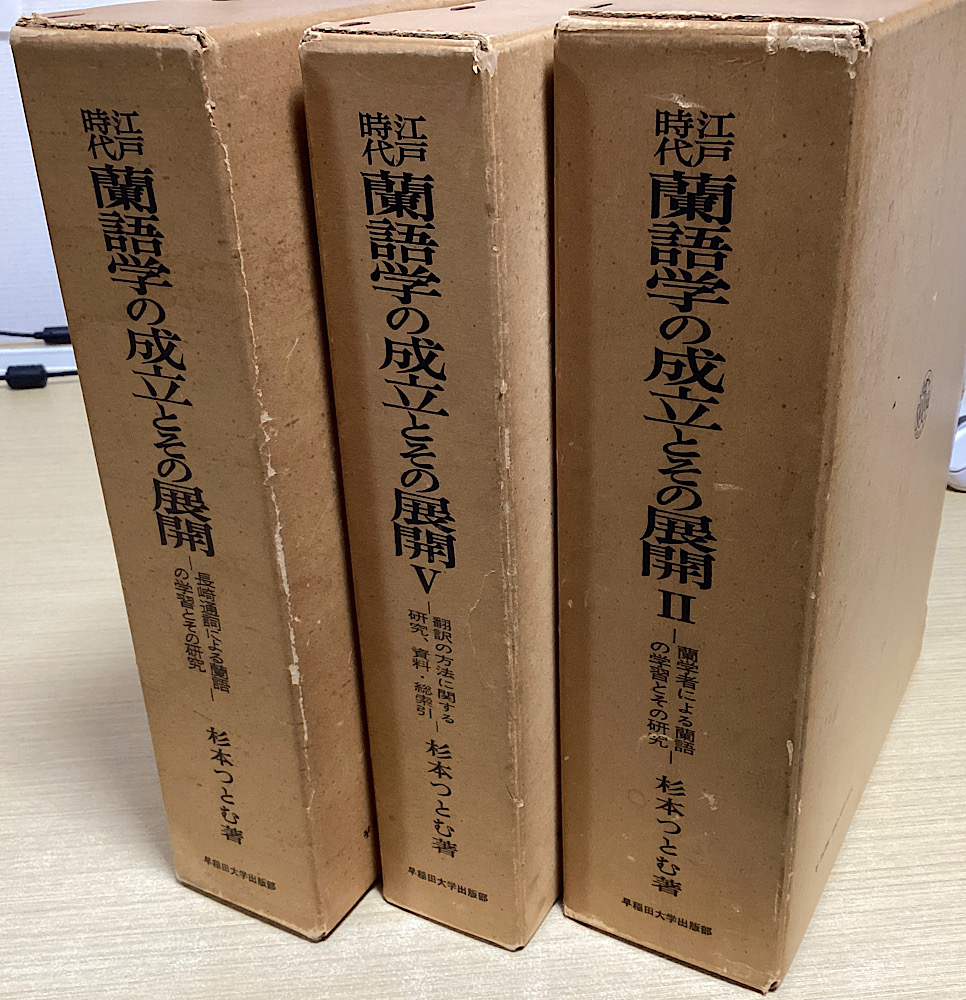 江戸
時代
蘭語学の成立とその展開
―長崎通詞による蘭語
の学習とその研究―
杉本つとむ著
早稲田大学出版部
江戸
時代
蘭語学の成立とその展開 V
―翻訳の方法に関する
研究、資料・総索引―
杉本つとむ著
早稲田大学出版部
江戸
時代
蘭語学の成立とその展開 II
―蘭学者による蘭語
の学習とその研究―
杉本つとむ著
早稲田大学出版部